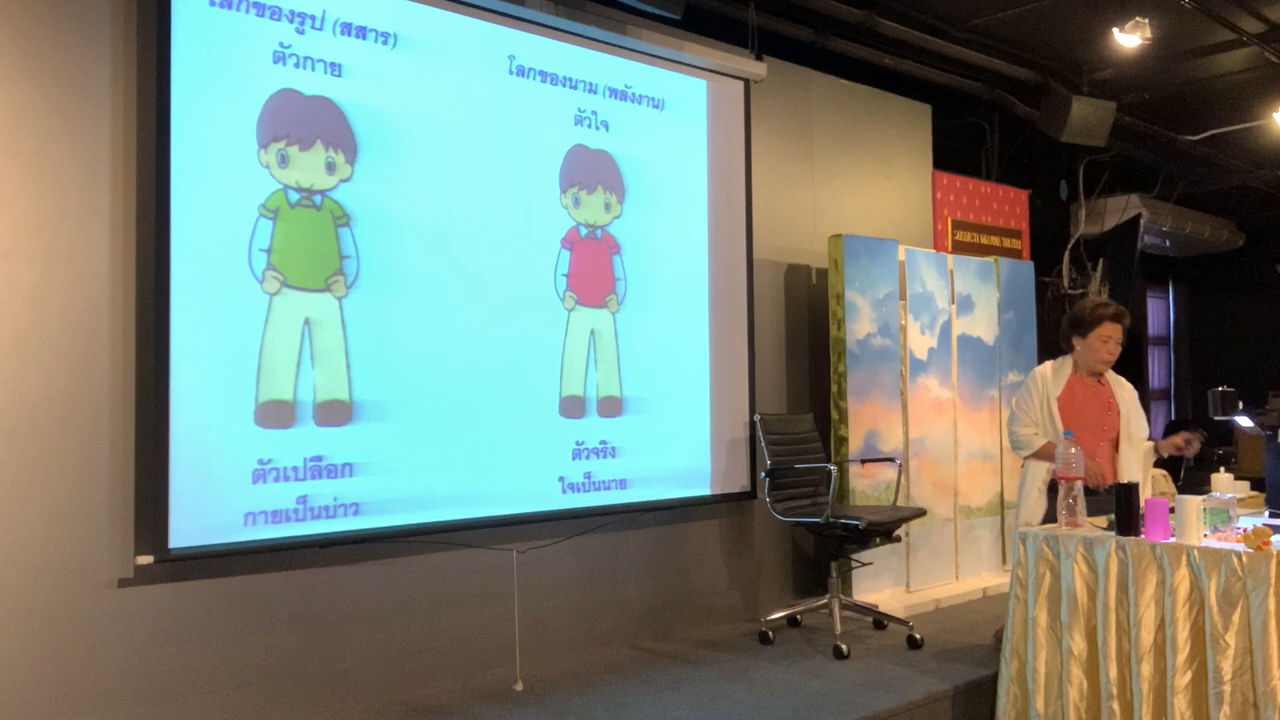 โลกของรูป (สสาร)
ตัวกาย
ตัวเปลือก
กายเป็นบ่าว
โลกของนาม (พลังงาน)
ตัวใจ
ตัวจริง
ใจเป็นนาย